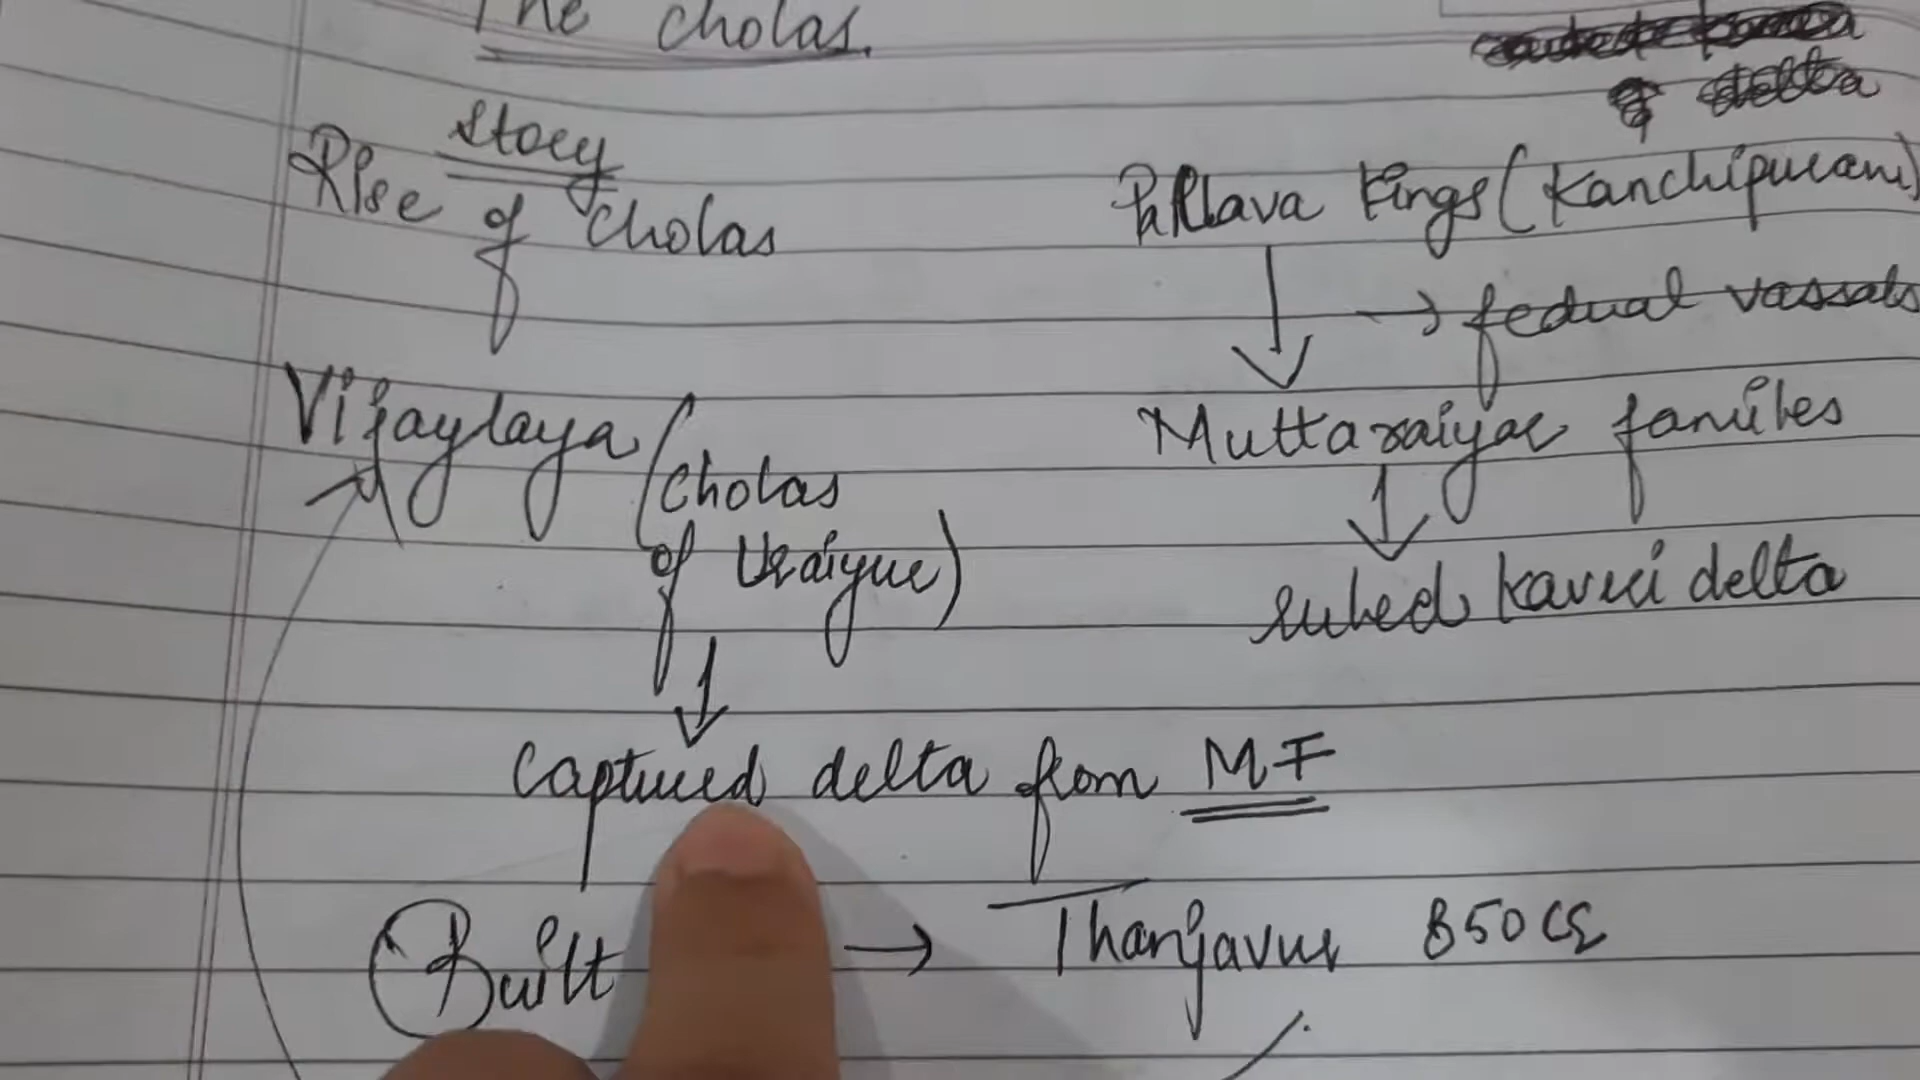 The Cholas.
Story
Rise of Cholas
Vijaylaya (Cholas
of Uraiyur)
Captured delta from MF
Built → Thanjavur 850 CE
delta
Pallava Kings (Kanchipuram)
→ fedual vassals
Muttaraiyar families
ruled Kaveri delta